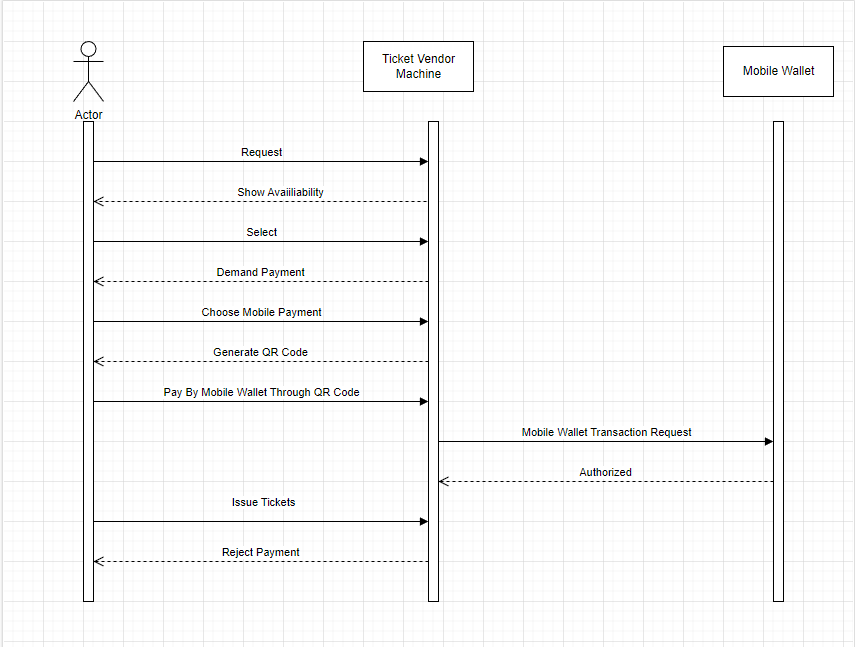 Ticket Vendor
Machine
Mobile Wallet
Actor
Request
Show Avaiiliability
Select
Demand Payment
Choose Mobile Payment
Generate QR Code
Pay By Mobile Wallet Through QR Code
Mobile Wallet Transaction Request
Authorized
Issue Tickets
Reject Payment